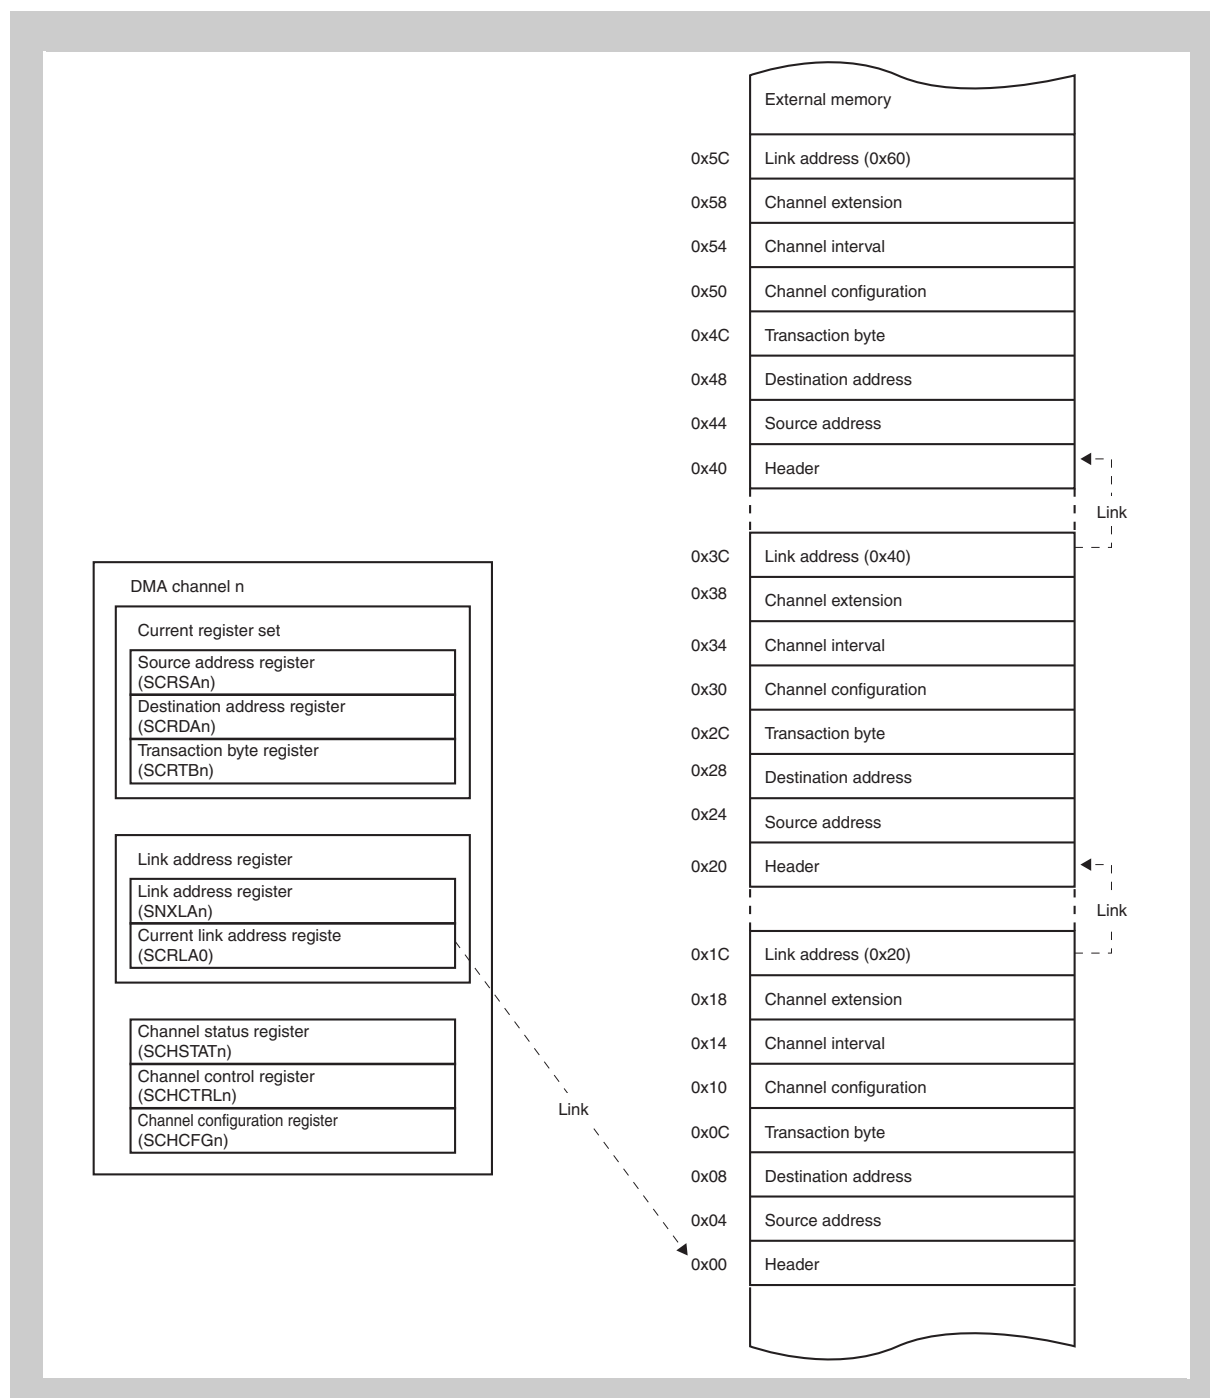 External memory
0x5C Link address (0x60)
0x58 Channel extension
0x54 Channel interval
0x50 Channel configuration
0x4C Transaction byte
0x48 Destination address
0x44 Source address
0x40 Header
Link
0x3C Link address (0x40)
0x38 Channel extension
0x34 Channel interval
0x30 Channel configuration
0x2C Transaction byte
0x28 Destination address
0x24 Source address
0x20 Header
Link
0x1C Link address (0x20)
0x18 Channel extension
0x14 Channel interval
0x10 Channel configuration
0x0C Transaction byte
0x08 Destination address
0x04 Source address
0x00 Header
DMA channel n
Current register set
Source address register
(SCRSAn)
Destination address register
(SCRDAn)
Transaction byte register
(SCRTBn)
Link address register
Link address register
(SNXLAn)
Current link address registe
(SCRLA0)
Channel status register
(SCHSTATn)
Channel control register
(SCHCTRLn)
Channel configuration register
(SCHCFGn)
Link